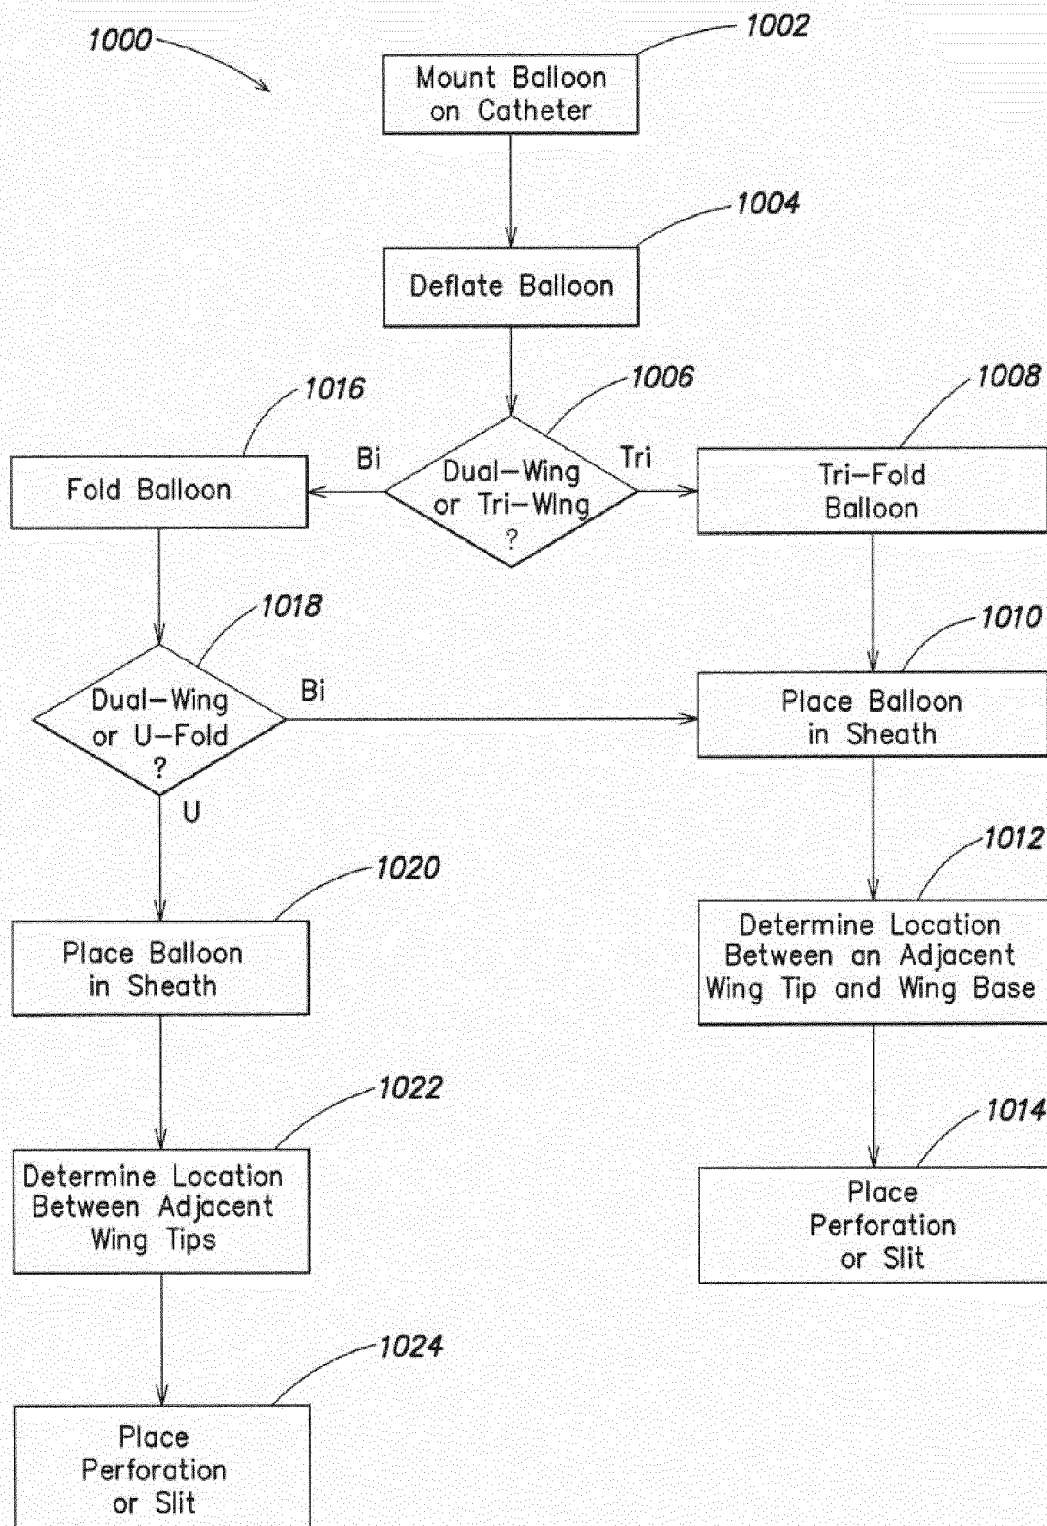 1000
1002
Mount Balloon
on Catheter
1004
Deflate Balloon
1006
Dual-Wing
or Tri-Wing
?
Bi
Tri
1008
Tri-Fold
Balloon
1016
Fold Balloon
1018
Dual-Wing
or U-Fold
?
Bi
U
1010
Place Balloon
in Sheath
1012
Determine Location
Between an Adjacent
Wing Tip and Wing Base
1014
Place
Perforation
or Slit
1020
Place Balloon
in Sheath
1022
Determine Location
Between Adjacent
Wing Tips
1024
Place
Perforation
or Slit